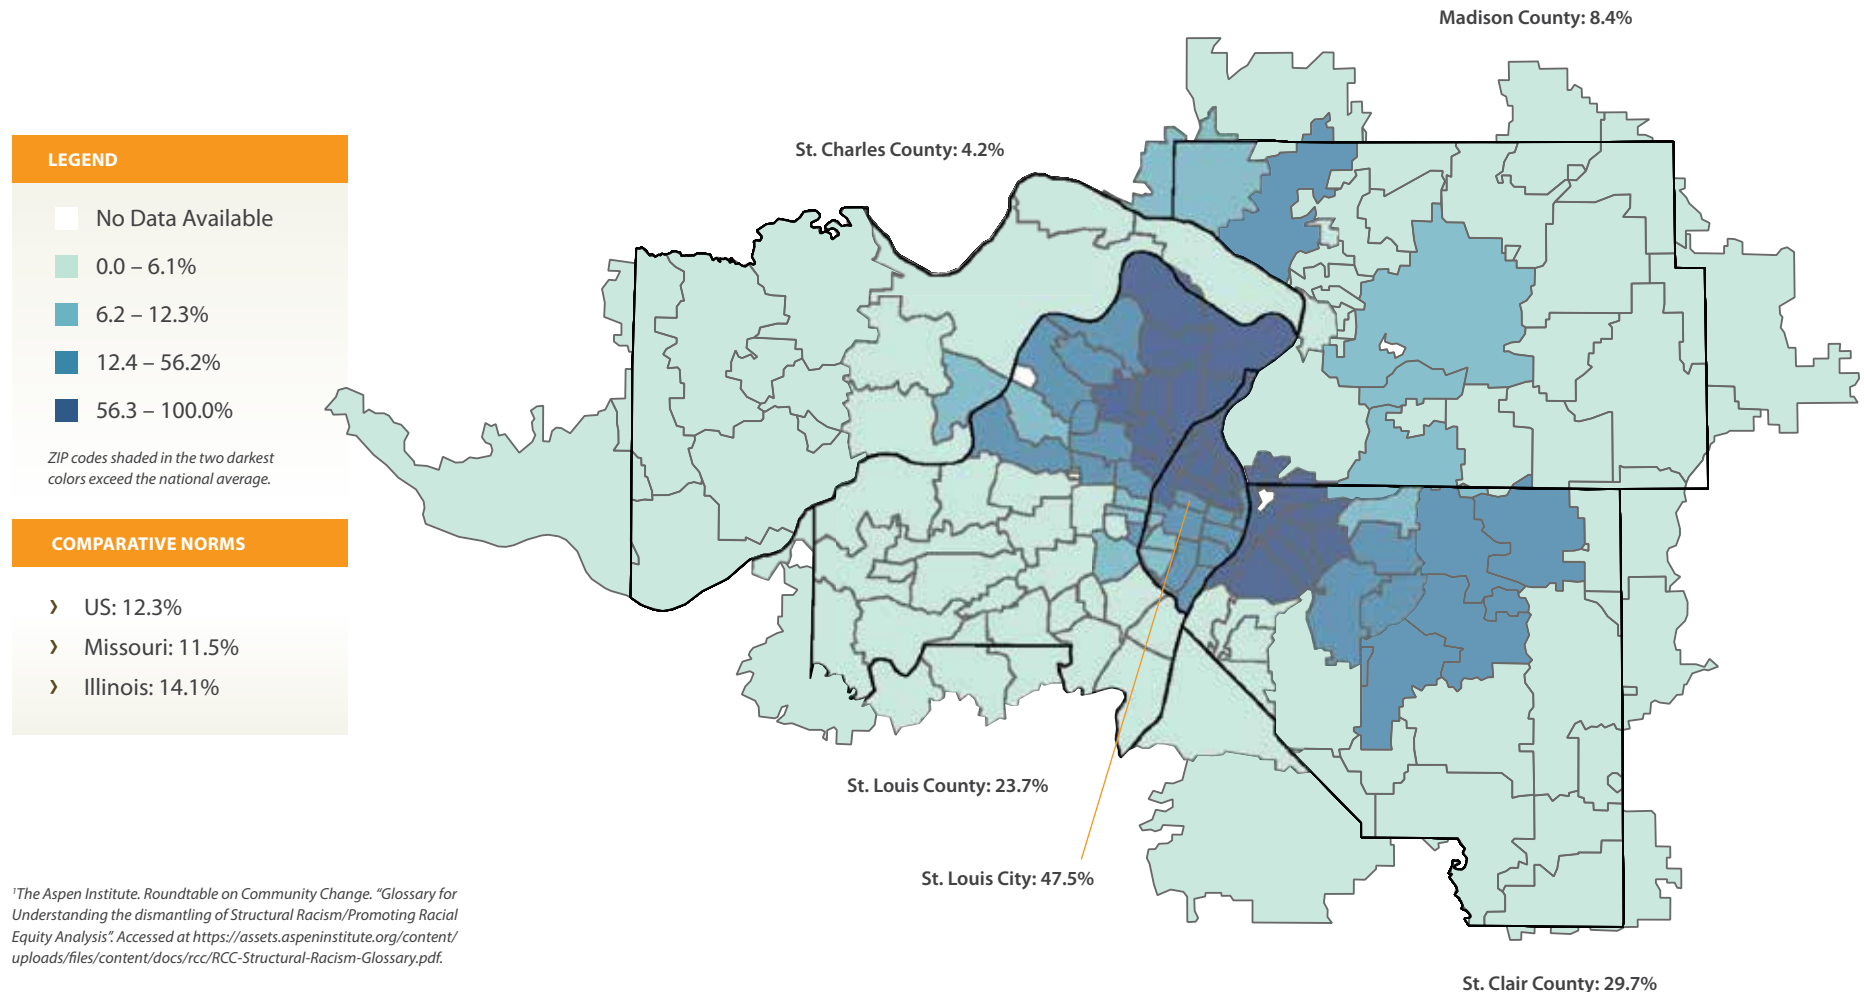 Madison County: 8.4%
St. Charles County: 4.2%
LEGEND
No Data Available
0.0 – 6.1%
6.2 – 12.3%
12.4 – 56.2%
56.3 – 100.0%
ZIP codes shaded in the two darkest
colors exceed the national average.
COMPARATIVE NORMS
› US: 12.3%
› Missouri: 11.5%
› Illinois: 14.1%
St. Louis County: 23.7%
St. Louis City: 47.5%
¹The Aspen Institute. Roundtable on Community Change. “Glossary for
Understanding the dismantling of Structural Racism/Promoting Racial
Equity Analysis”. Accessed at https://assets.aspeninstitute.org/content/
uploads/files/content/docs/rcc/RCC-Structural-Racism-Glossary.pdf.
St. Clair County: 29.7%